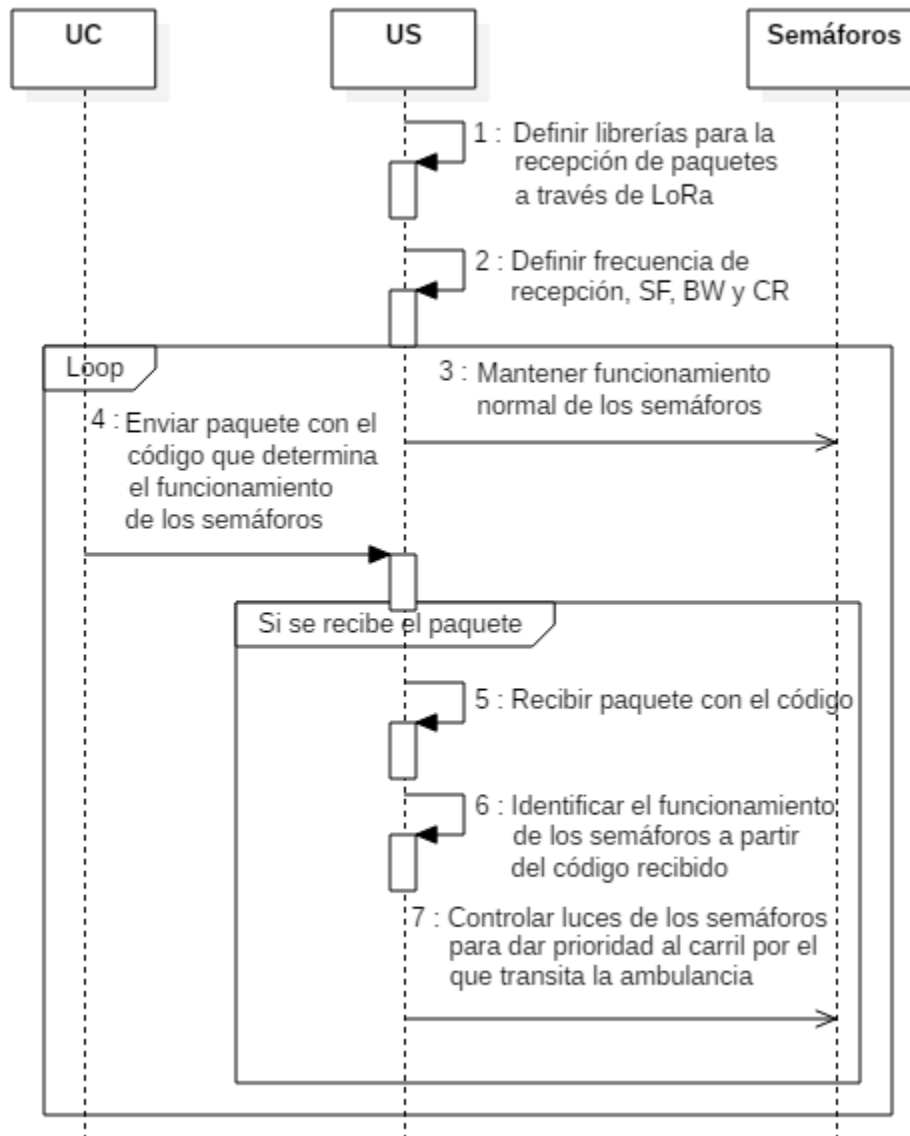 UC
US
Semáforos
1 : Definir librerías para la
recepción de paquetes
a través de LoRa
2 : Definir frecuencia de
recepción, SF, BW y CR
Loop
3 : Mantener funcionamiento
normal de los semáforos
4 : Enviar paquete con el
código que determina
el funcionamiento
de los semáforos
Si se recibe el paquete
5 : Recibir paquete con el código
6 : Identificar el funcionamiento
de los semáforos a partir
del código recibido
7 : Controlar luces de los semáforos
para dar prioridad al carril por el
que transita la ambulancia